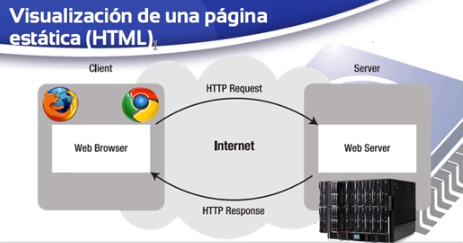 Visualización de una página
estática (HTML)
Client
Server
HTTP Request
Web Browser
Internet
Web Server
HTTP Response